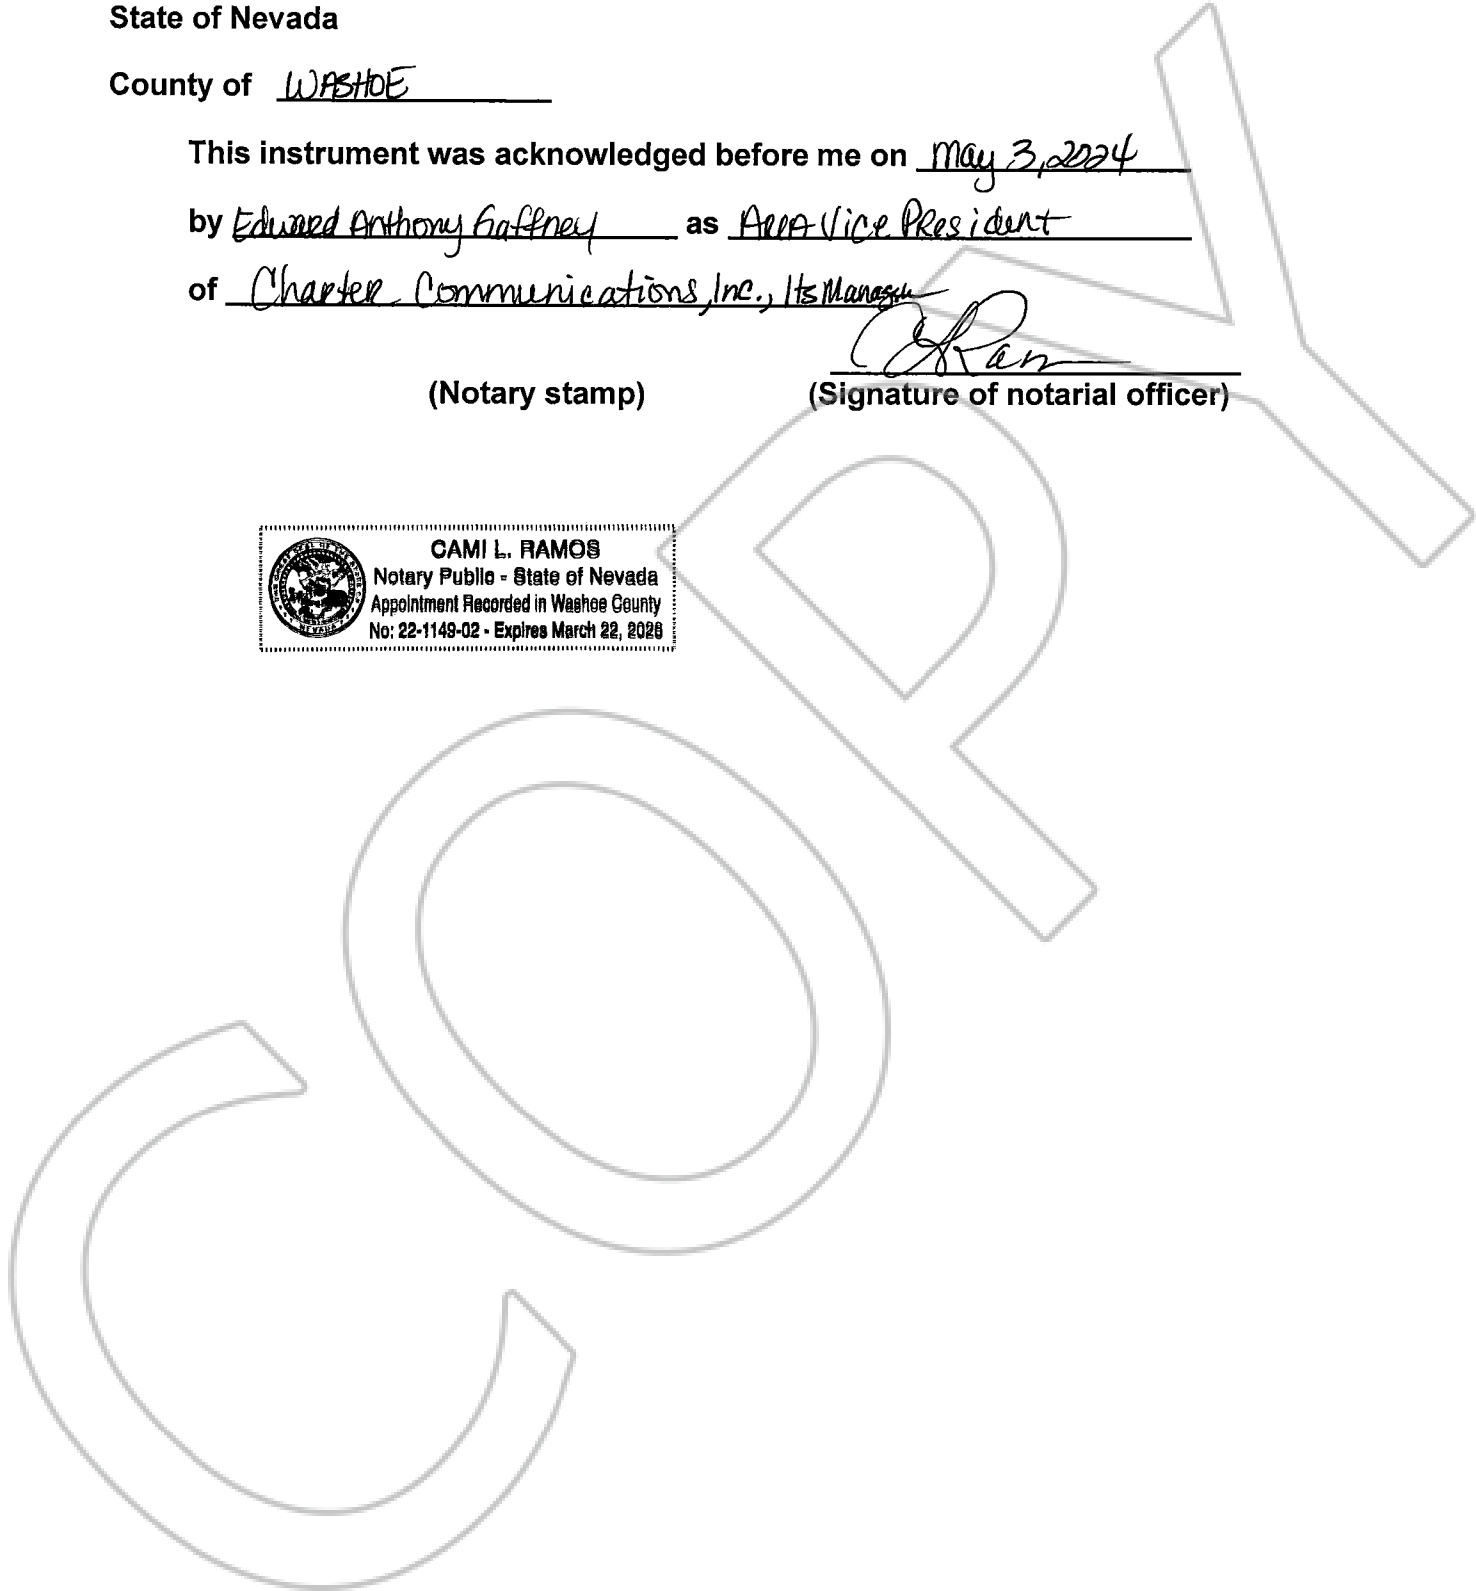 State of Nevada
County of WASHOE
This instrument was acknowledged before me on May 3, 2024
by Edward Anthony Gaffney as Area Vice President
of Charter Communications, Inc., Its Manager
(Notary stamp) (Signature of notarial officer)
CAMI L. RAMOS
Notary Public - State of Nevada
Appointment Recorded in Washoe County
No: 22-1149-02 - Expires March 22, 2026
COPY